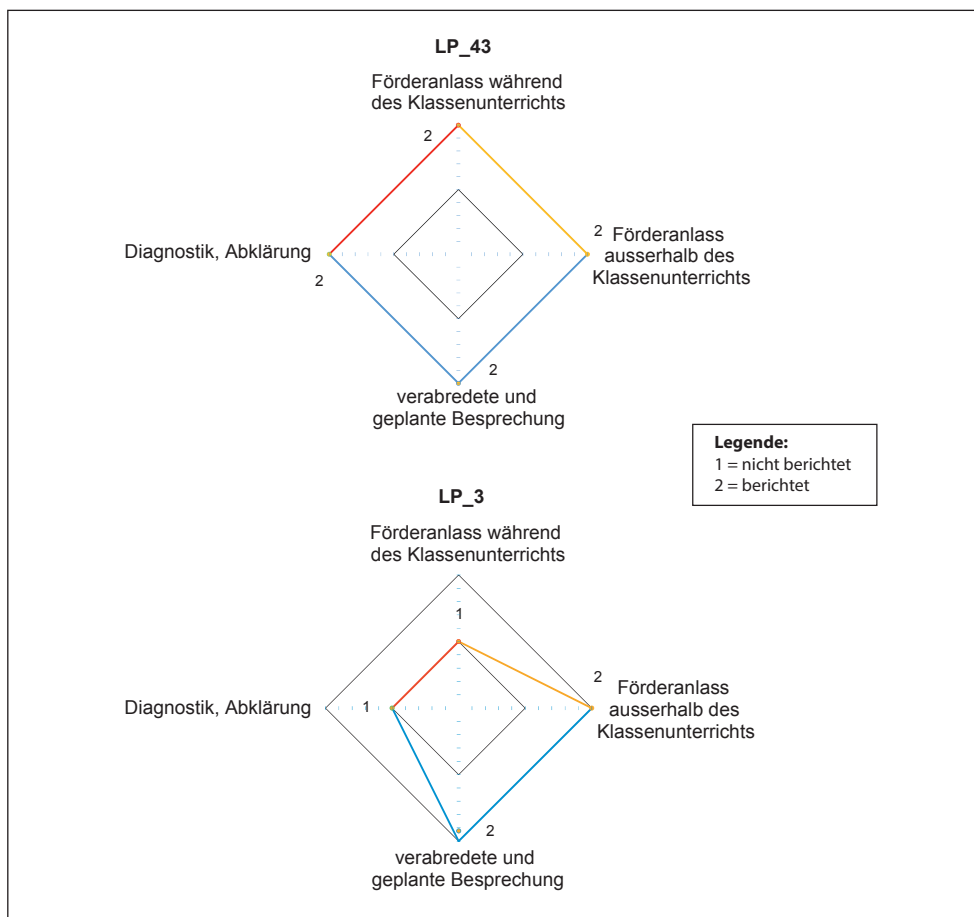 LP_43
Förderanlass während
des Klassenunterrichts
2
2
Förderanlass
ausserhalb des
Klassenunterrichts
Diagnostik, Abklärung
2
2
verabredete und
geplante Besprechung
Legende:
1 = nicht berichtet
2 = berichtet
LP_3
Förderanlass während
des Klassenunterrichts
1
2
Förderanlass
ausserhalb des
Klassenunterrichts
Diagnostik, Abklärung
1
2
verabredete und
geplante Besprechung